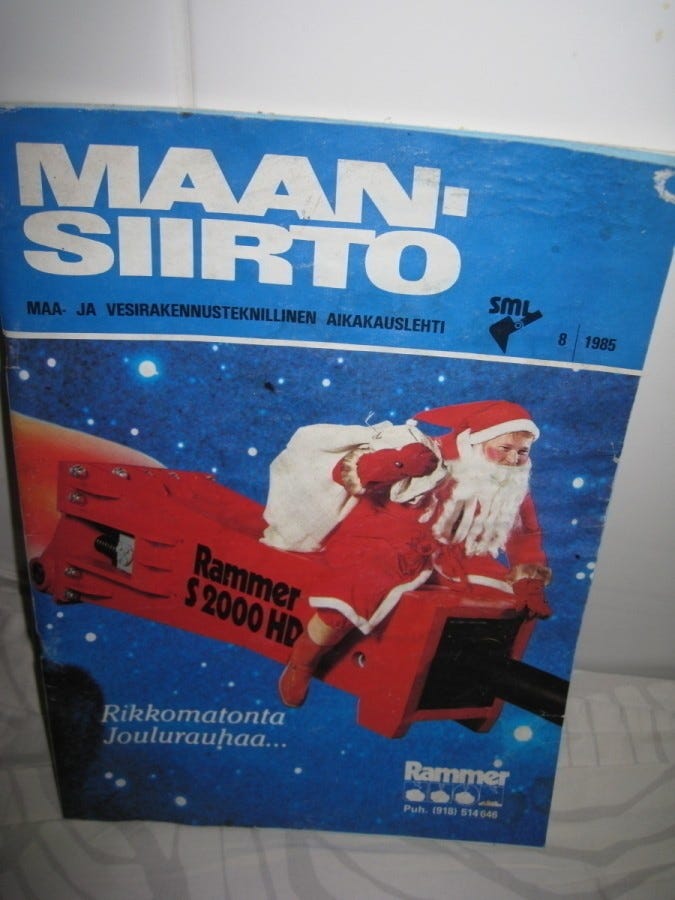 MAAN-
SIIRTO
MAA- JA VESIRAKENNUSTEKNILLINEN AIKAKAUSLEHTI
SML
8 | 1985
Rammer
S 2000 HD
Rikkomatonta
Joulurauhaa...
Rammer
Puh. (918) 514 646